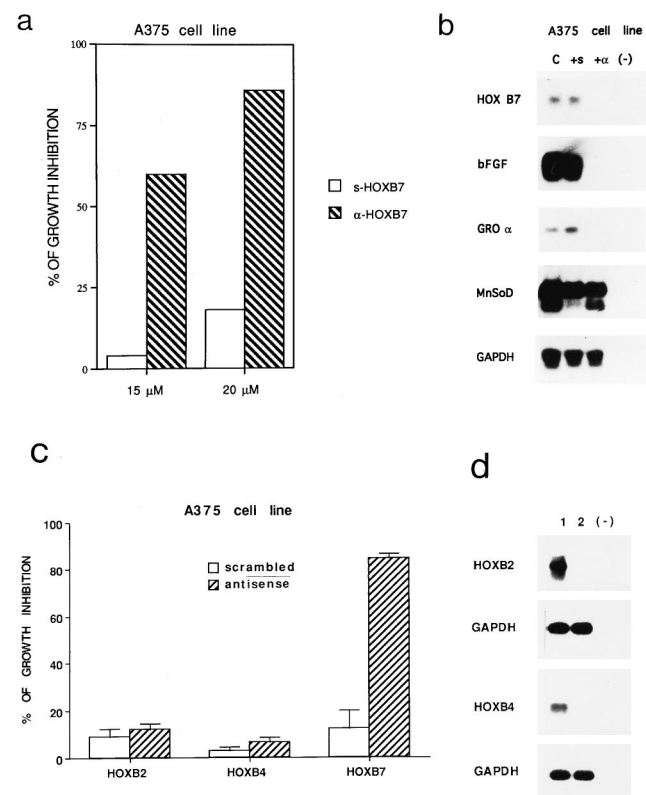 a
A375 cell line
% OF GROWTH INHIBITION
100
75
50
25
0
15 μM
20 μM
s-HOXB7
α-HOXB7
b
A375 cell line
C +s +α (-)
HOX B7
bFGF
GRO α
MnSoD
GAPDH
c
A375 cell line
% OF GROWTH INHIBITION
100
80
60
40
20
0
scrambled
antisense
HOXB2
HOXB4
HOXB7
d
1 2 (-)
HOXB2
GAPDH
HOXB4
GAPDH